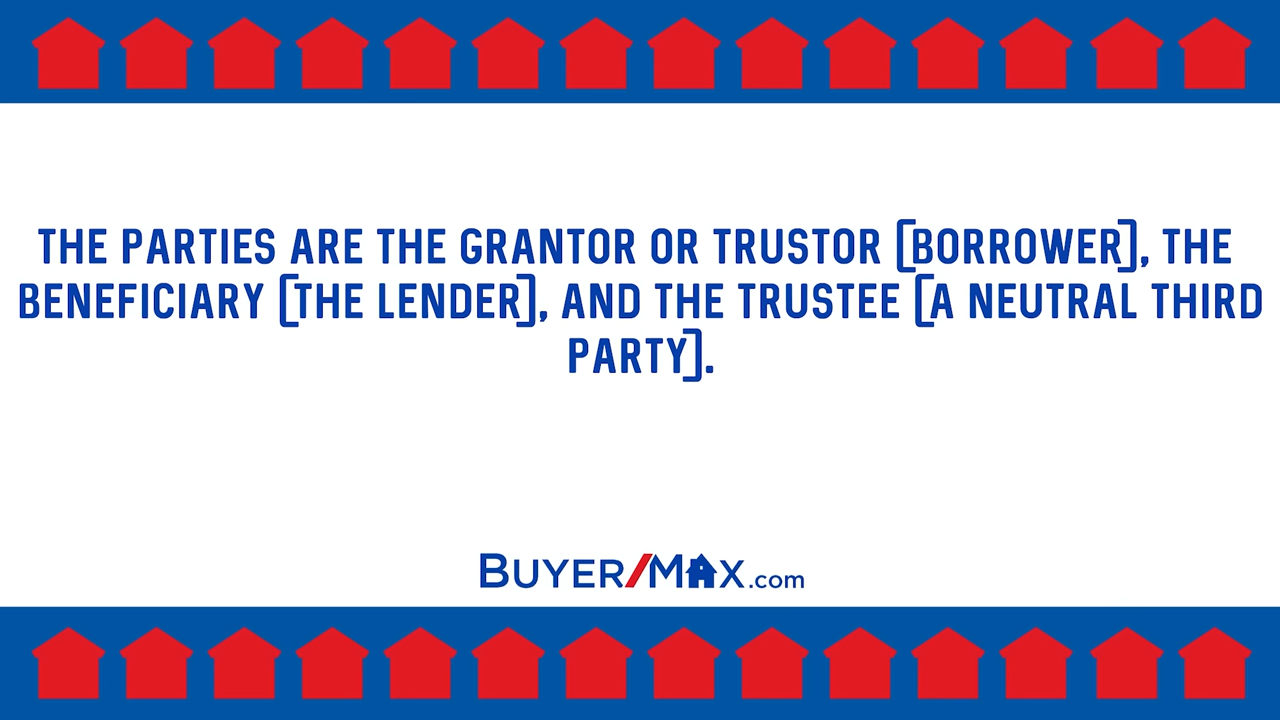 THE PARTIES ARE THE GRANTOR OR TRUSTOR [BORROWER], THE
BENEFICIARY [THE LENDER], AND THE TRUSTEE [A NEUTRAL THIRD
PARTY].
BUYER/MAX.com